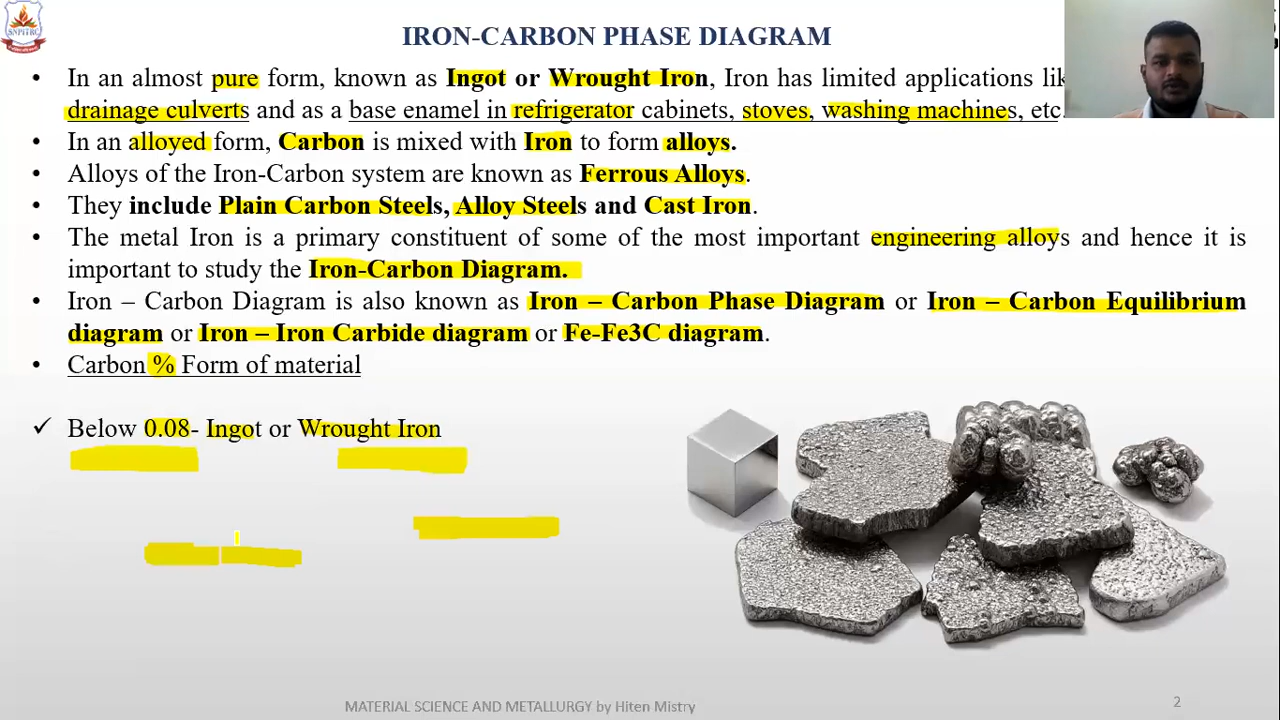 SNPITRC
IRON-CARBON PHASE DIAGRAM
• In an almost pure form, known as Ingot or Wrought Iron, Iron has limited applications
drainage culverts and as a base enamel in refrigerator cabinets, stoves, washing machines, etc
• In an alloyed form, Carbon is mixed with Iron to form alloys.
• Alloys of the Iron-Carbon system are known as Ferrous Alloys.
• They include Plain Carbon Steels, Alloy Steels and Cast Iron.
• The metal Iron is a primary constituent of some of the most important engineering alloys and hence it is
important to study the Iron-Carbon Diagram.
• Iron – Carbon Diagram is also known as Iron – Carbon Phase Diagram or Iron – Carbon Equilibrium
diagram or Iron – Iron Carbide diagram or Fe-Fe3C diagram.
• Carbon % Form of material
✓ Below 0.08- Ingot or Wrought Iron
MATERIAL SCIENCE AND METALLURGY by Hiten Mistry
2